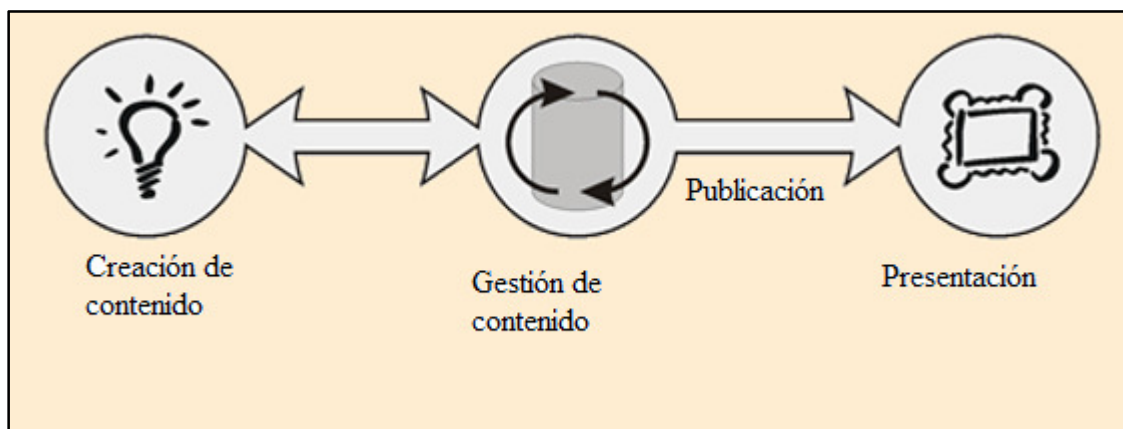 Creación de
contenido
Gestión de
contenido
Publicación
Presentación